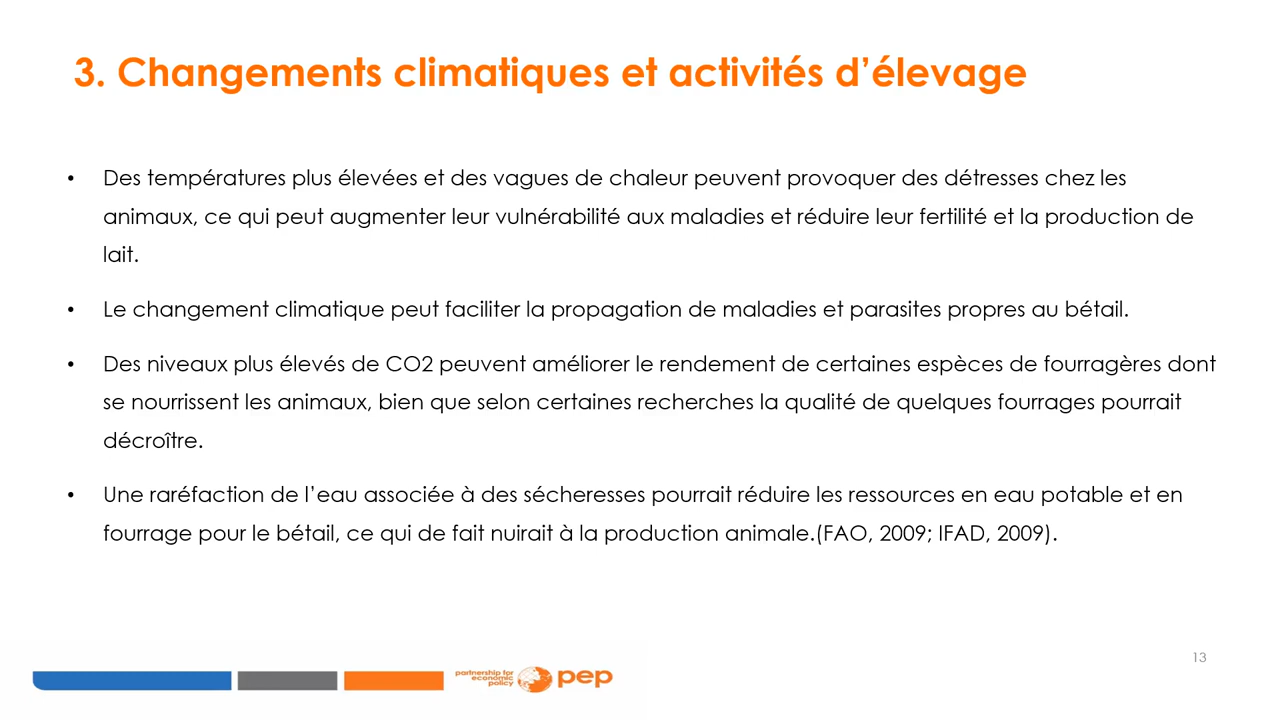 3. Changements climatiques et activités d’élevage
• Des températures plus élevées et des vagues de chaleur peuvent provoquer des détresses chez les
animaux, ce qui peut augmenter leur vulnérabilité aux maladies et réduire leur fertilité et la production de
lait.
• Le changement climatique peut faciliter la propagation de maladies et parasites propres au bétail.
• Des niveaux plus élevés de CO2 peuvent améliorer le rendement de certaines espèces de fourragères dont
se nourrissent les animaux, bien que selon certaines recherches la qualité de quelques fourrages pourrait
décroître.
• Une raréfaction de l’eau associée à des sécheresses pourrait réduire les ressources en eau potable et en
fourrage pour le bétail, ce qui de fait nuirait à la production animale.(FAO, 2009; IFAD, 2009).
partnership for
economic
policy
pep
13